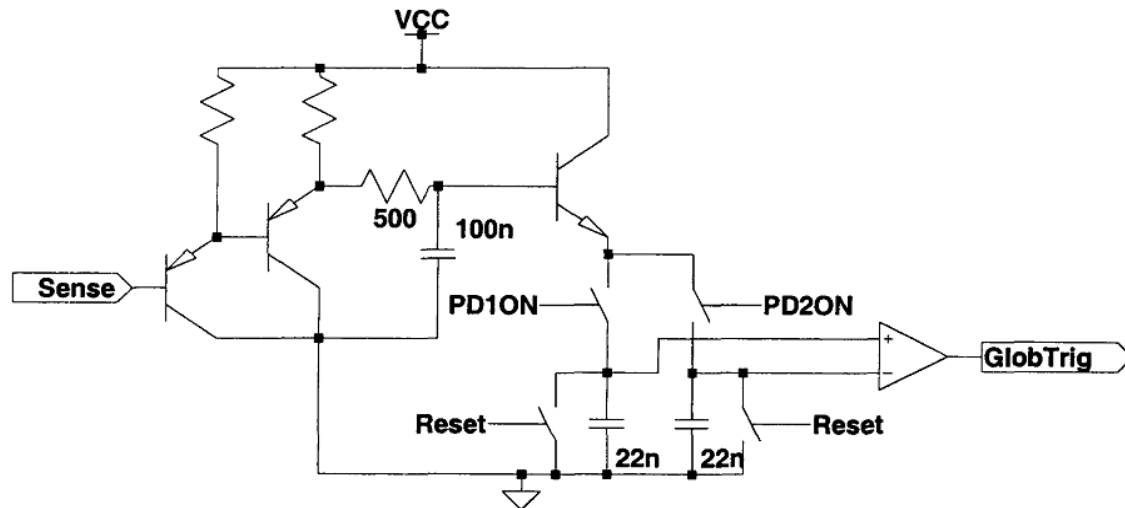 VCC
500
100n
Sense
PD1ON
PD2ON
+
−
GlobTrig
Reset
Reset
22n
22n